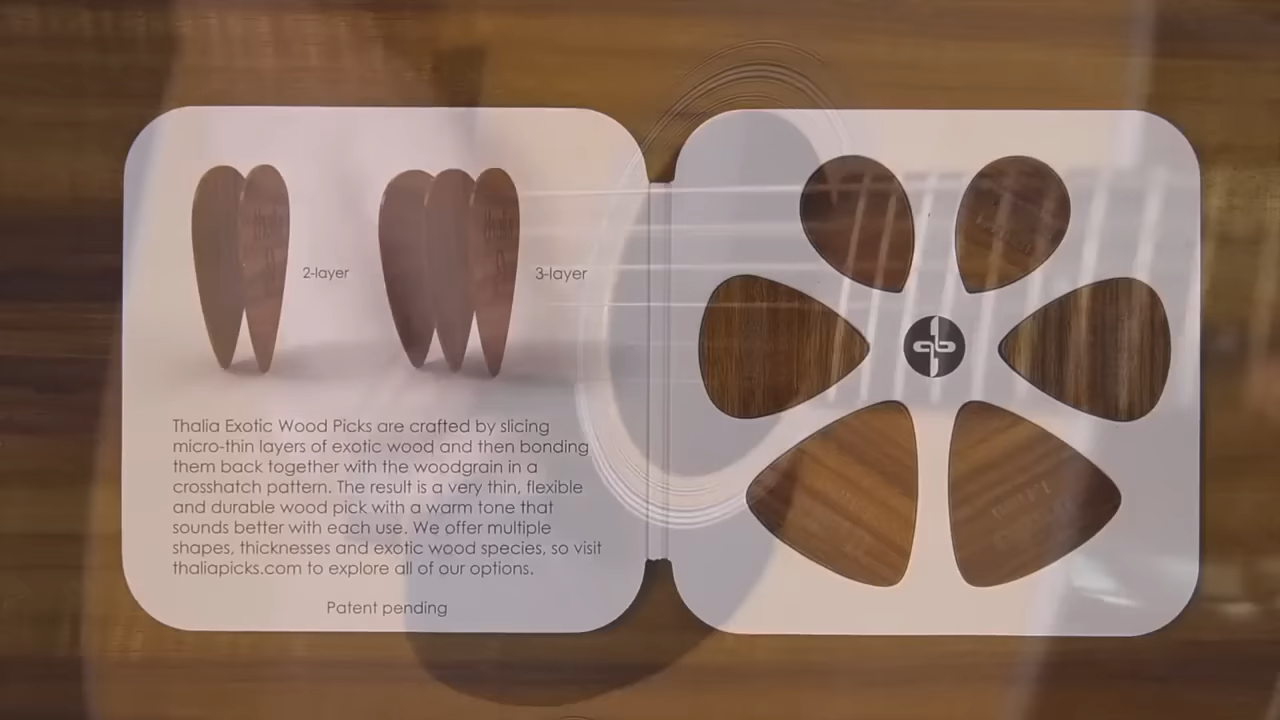 2-layer
3-layer
Thalia Exotic Wood Picks are crafted by slicing
micro-thin layers of exotic wood and then bonding
them back together with the woodgrain in a
crosshatch pattern. The result is a very thin, flexible
and durable wood pick with a warm tone that
sounds better with each use. We offer multiple
shapes, thicknesses and exotic wood species, so visit
thaliapicks.com to explore all of our options.
Patent pending